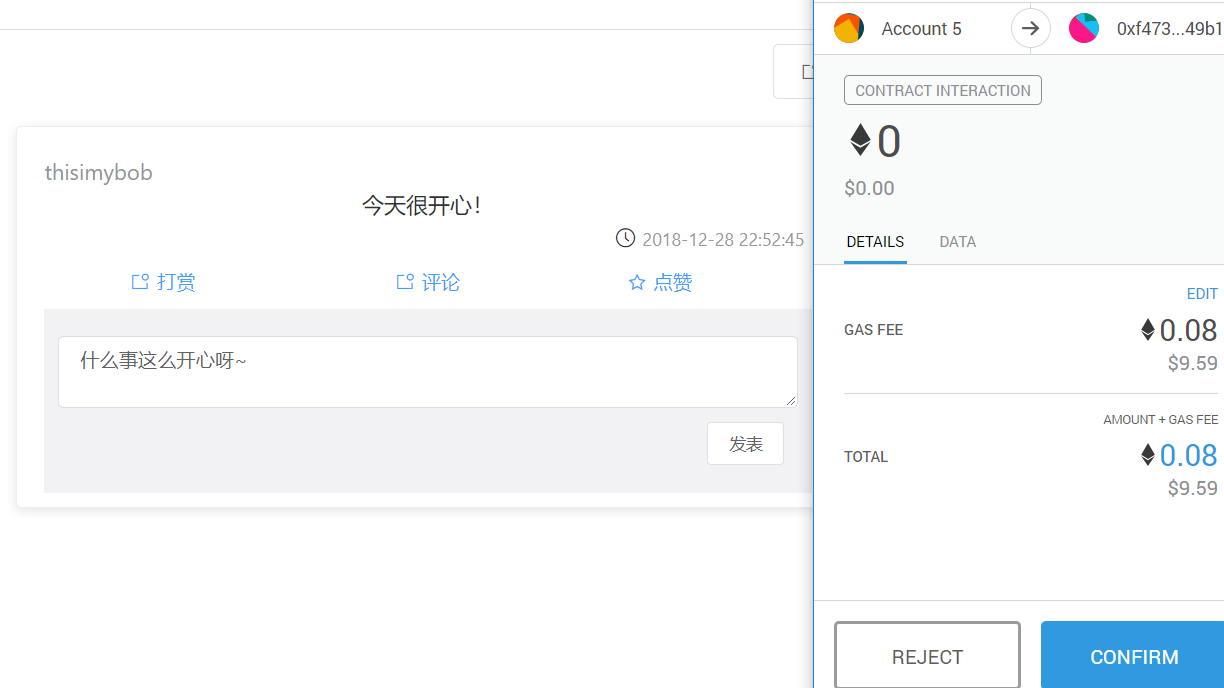 thisimybob
今天很开心！
2018-12-28 22:52:45
打赏 评论 点赞
什么事这么开心呀~
发表
Account 5 0xf473...49b1
CONTRACT INTERACTION
0
$0.00
DETAILS DATA
EDIT
GAS FEE 0.08
$9.59
AMOUNT + GAS FEE
TOTAL 0.08
$9.59
REJECT CONFIRM